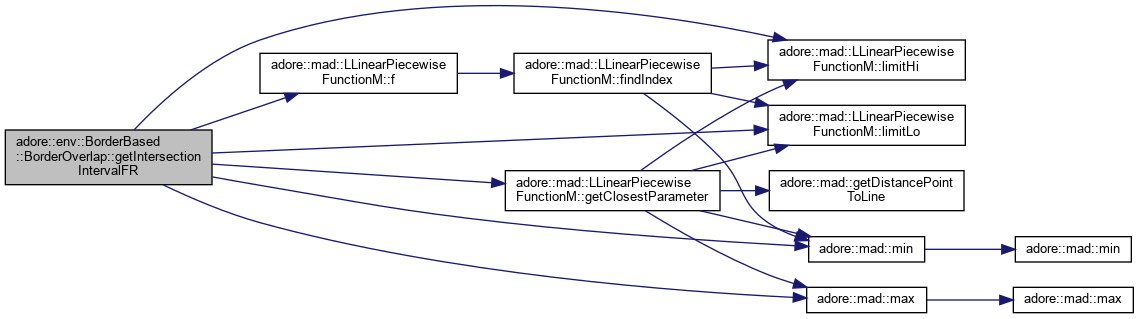 adore::env::BorderBased
::BorderOverlap::getIntersection
IntervalFR
adore::mad::LLinearPiecewise
FunctionM::f
adore::mad::LLinearPiecewise
FunctionM::findIndex
adore::mad::LLinearPiecewise
FunctionM::limitHi
adore::mad::LLinearPiecewise
FunctionM::limitLo
adore::mad::LLinearPiecewise
FunctionM::getClosestParameter
adore::mad::getDistancePoint
ToLine
adore::mad::min
adore::mad::min
adore::mad::max
adore::mad::max